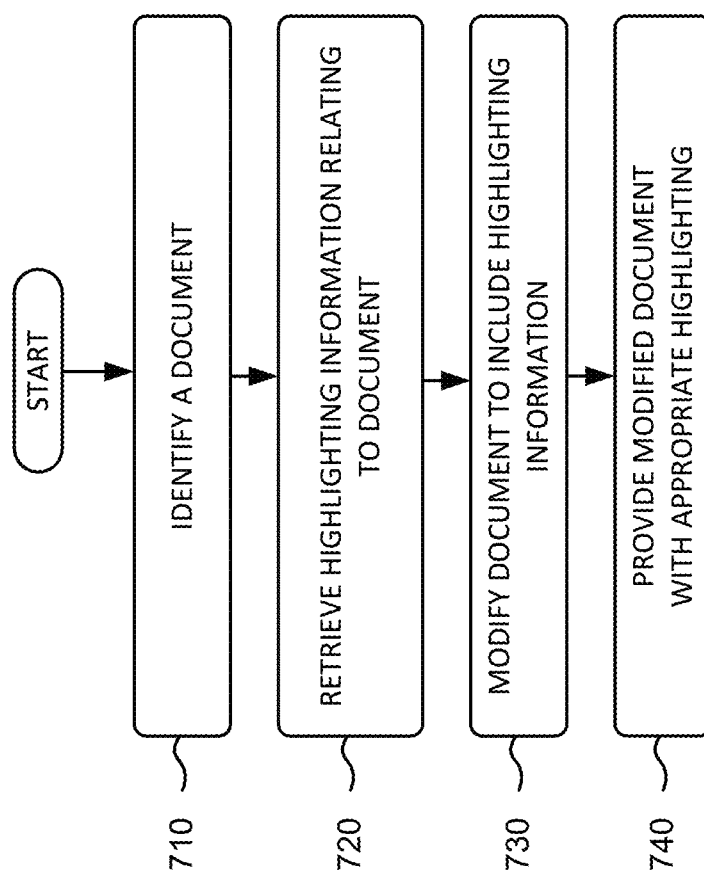 START
710
IDENTIFY A DOCUMENT
720
RETRIEVE HIGHLIGHTING INFORMATION RELATING
TO DOCUMENT
730
MODIFY DOCUMENT TO INCLUDE HIGHLIGHTING
INFORMATION
740
PROVIDE MODIFIED DOCUMENT
WITH APPROPRIATE HIGHLIGHTING